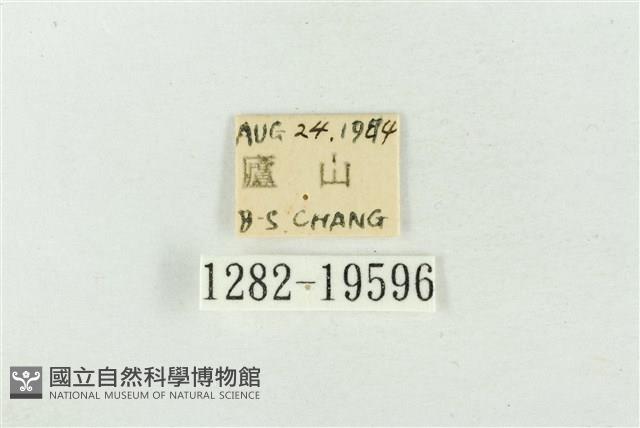 AUG 24, 1974
廬 山
B-S CHANG
1282-19596
國立自然科學博物館
NATIONAL MUSEUM OF NATURAL SCIENCE